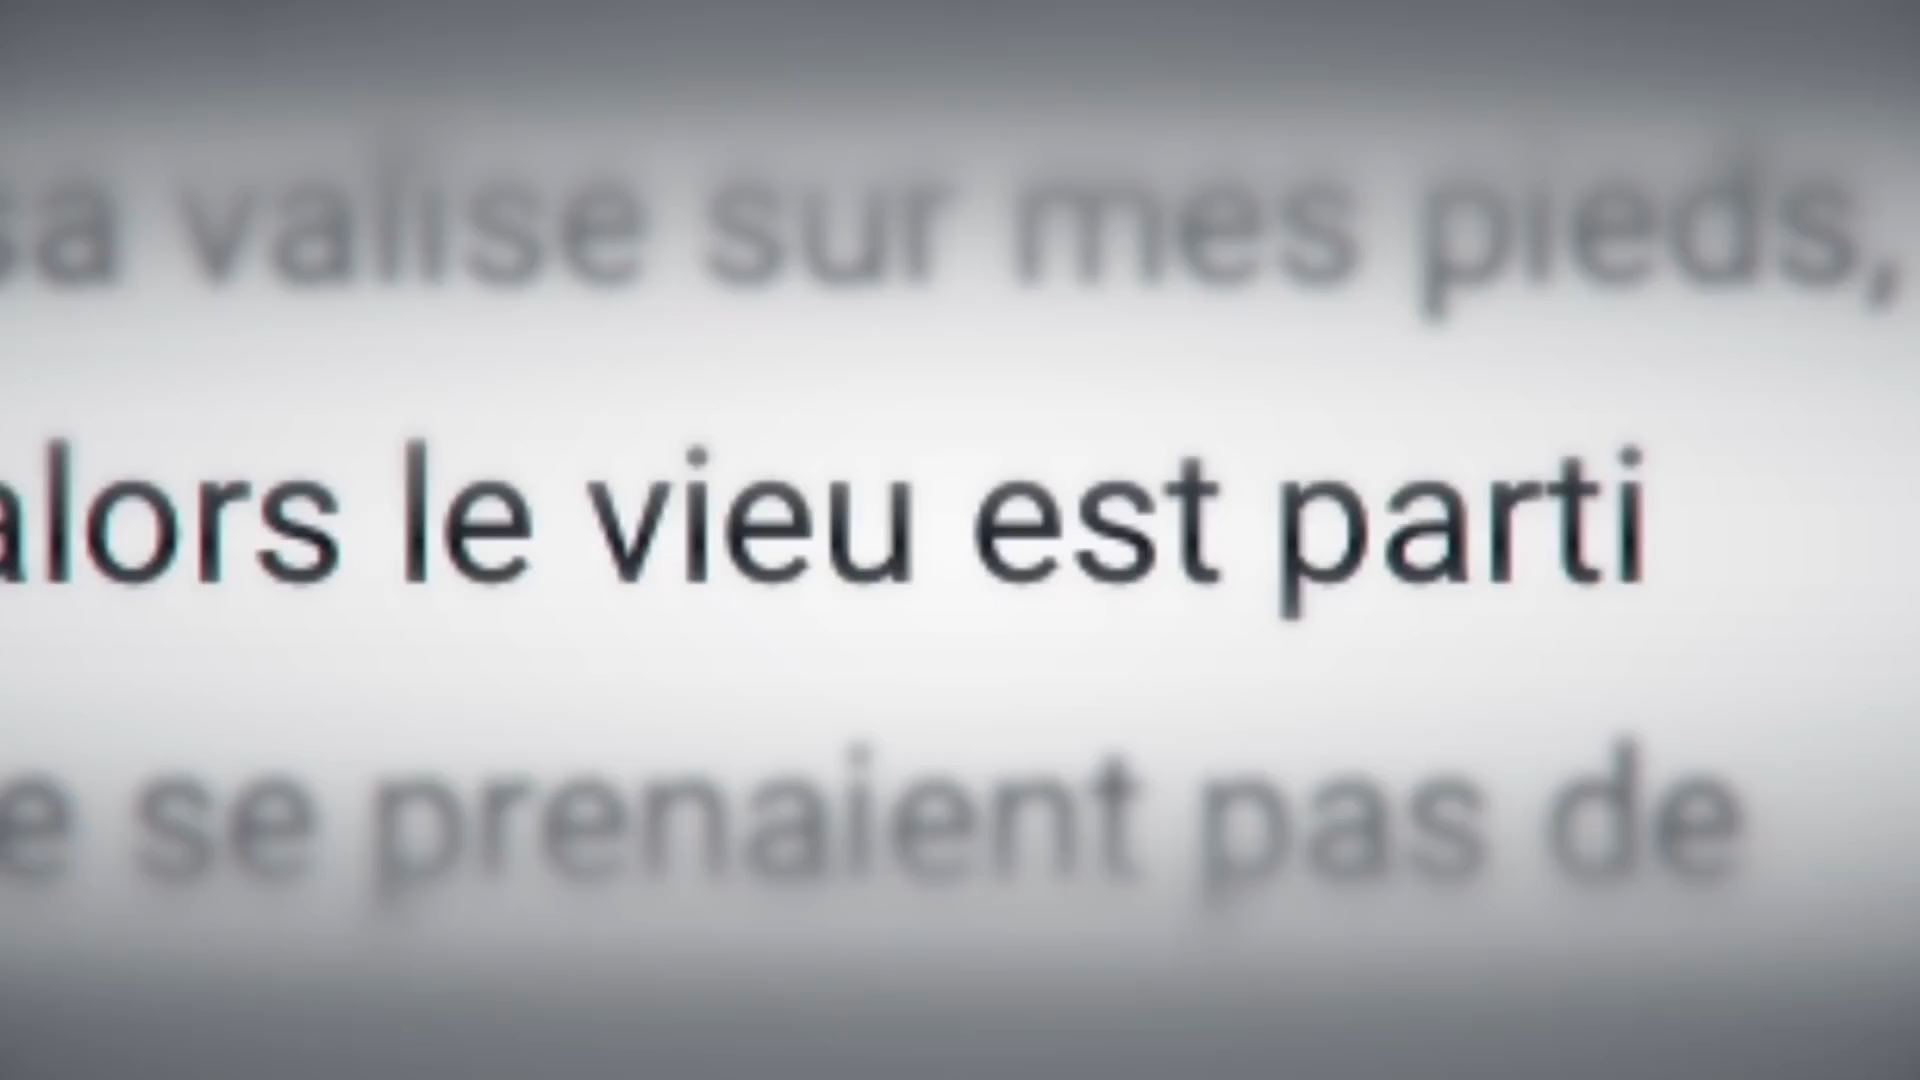 sa valise sur mes pieds,
alors le vieu est parti
e se prenaient pas de